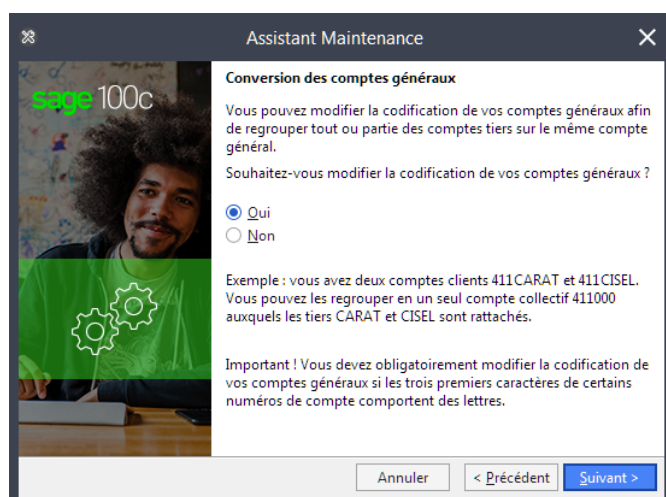 Assistant Maintenance
sage 100c
Conversion des comptes généraux
Vous pouvez modifier la codification de vos comptes généraux afin
de regrouper tout ou partie des comptes tiers sur le même compte
général.
Souhaitez-vous modifier la codification de vos comptes généraux ?
Oui
Non
Exemple : vous avez deux comptes clients 411CARAT et 411CISEL.
Vous pouvez les regrouper en un seul compte collectif 411000
auxquels les tiers CARAT et CISEL sont rattachés.
Important ! Vous devez obligatoirement modifier la codification de
vos comptes généraux si les trois premiers caractères de certains
numéros de compte comportent des lettres.
Annuler
< Précédent
Suivant >